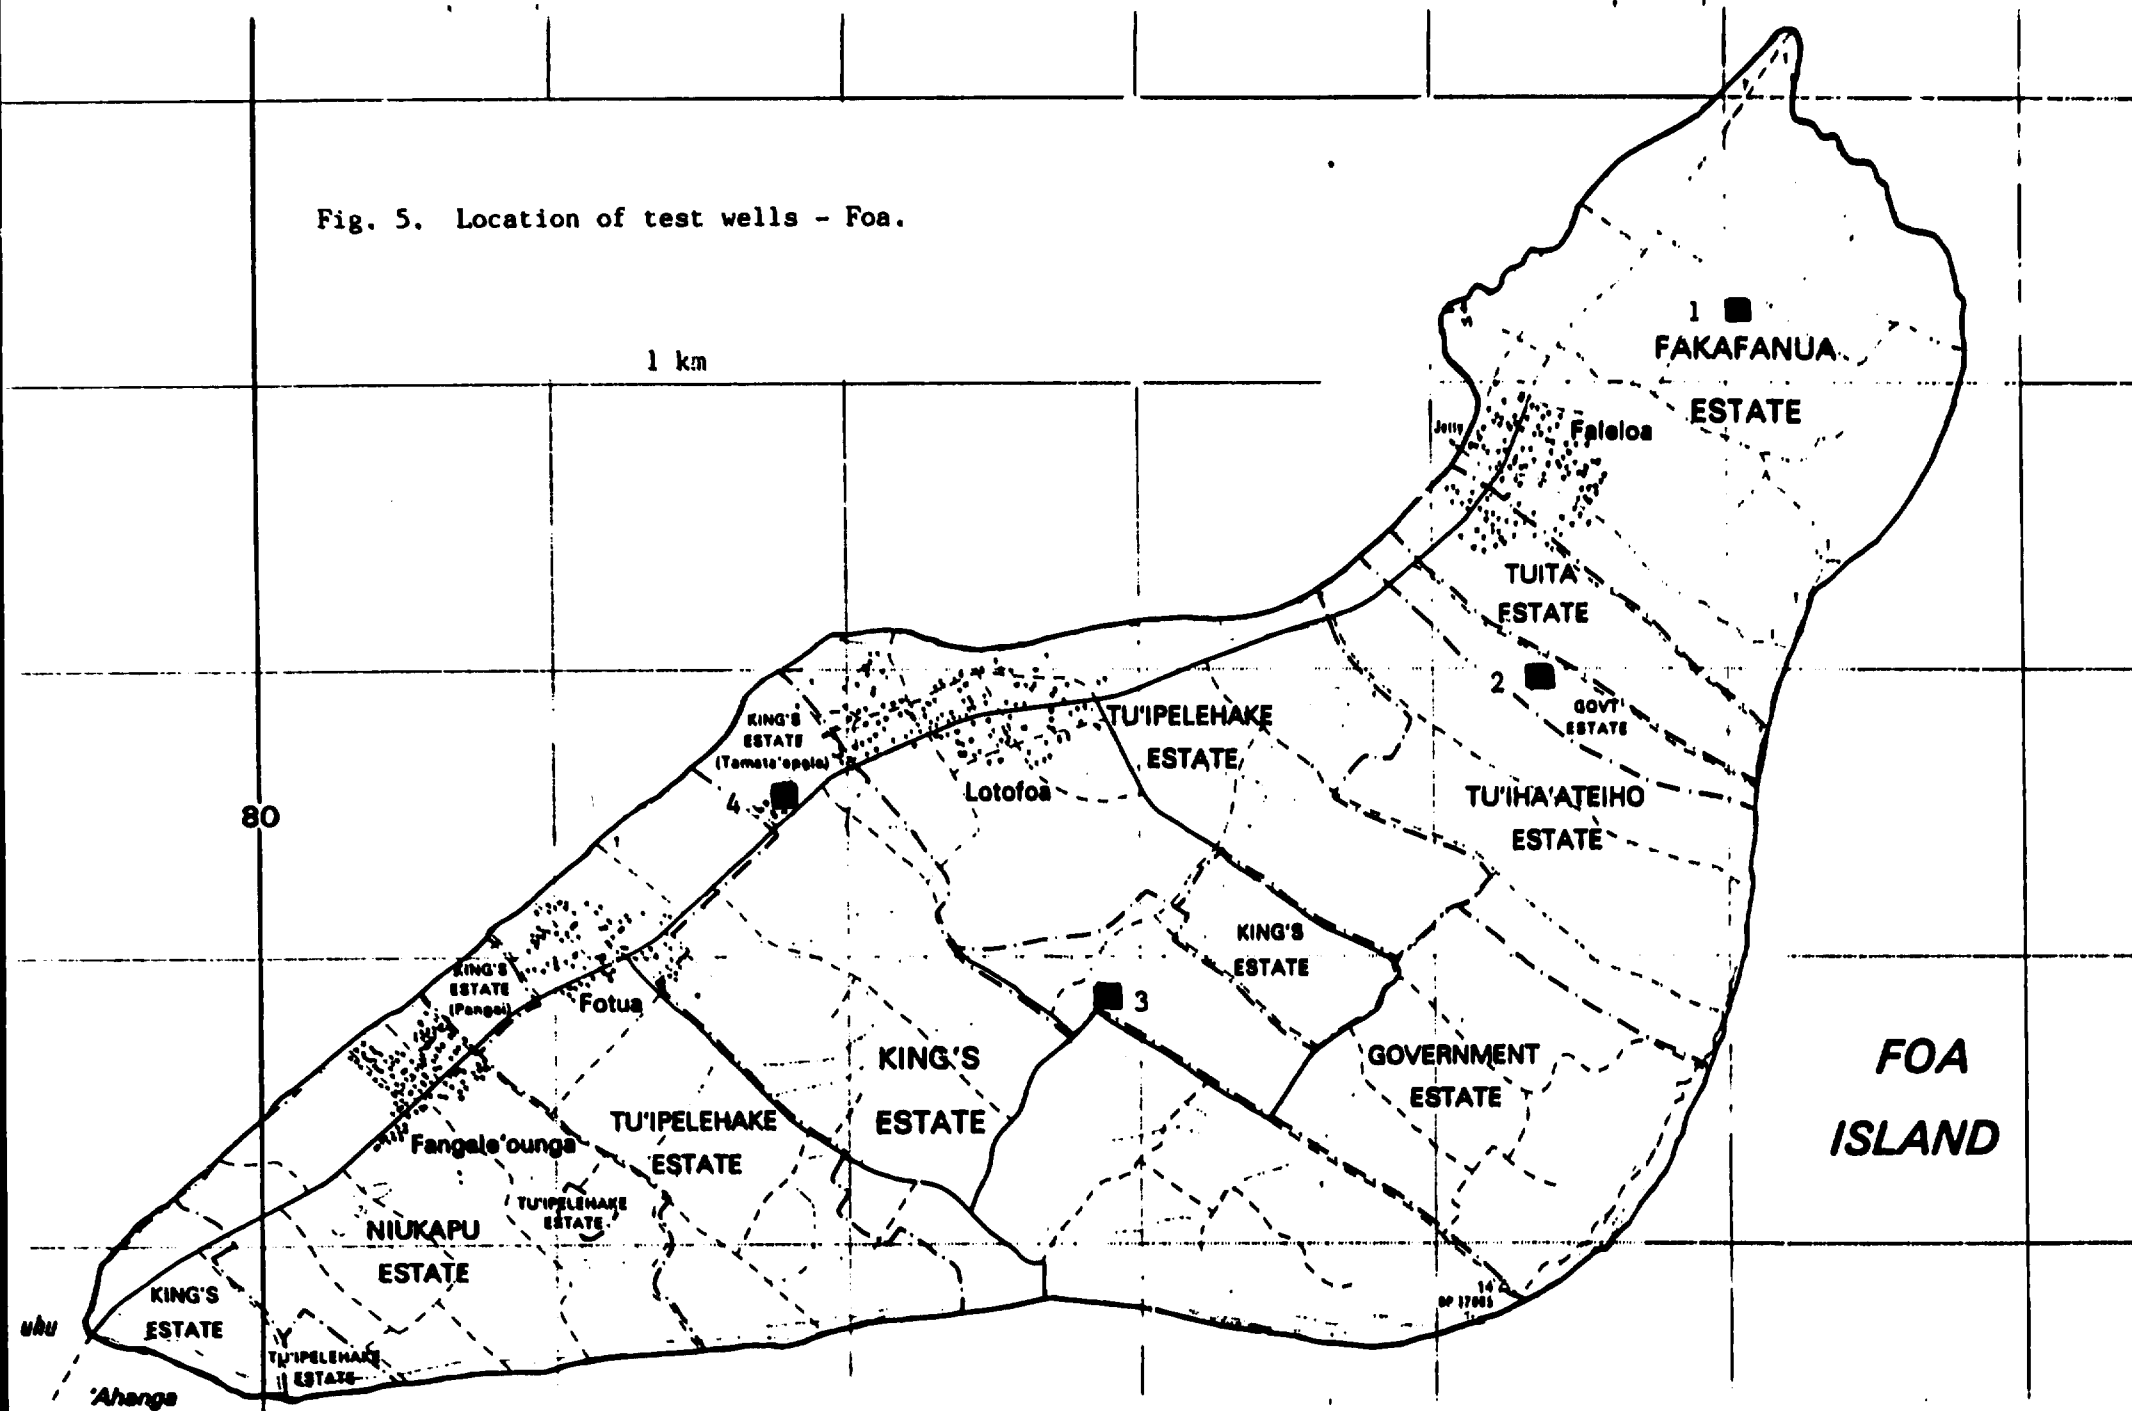 Fig. 5. Location of test wells - Foa.
1 km
1
FAKAFANUA
ESTATE
Jetty
Faleloa
TUITA
ESTATE
2
GOVT
ESTATE
KING'S
ESTATE
(Tamata'opolo)
4
TU'IPELEHAKE
ESTATE
Lotofoa
TU'IHA'ATEIHO
ESTATE
80
KING'S
ESTATE
KING'S
ESTATE
(Pangai)
Fotua
3
KING'S
ESTATE
GOVERNMENT
ESTATE
FOA
ISLAND
Fangale'ounga
TU'IPELEHAKE
ESTATE
TU'IPELEHAKE
ESTATE
NIUKAPU
ESTATE
KING'S
ESTATE
uhu
TU'IPELEHAKE
ESTATE
'Ahanga
14